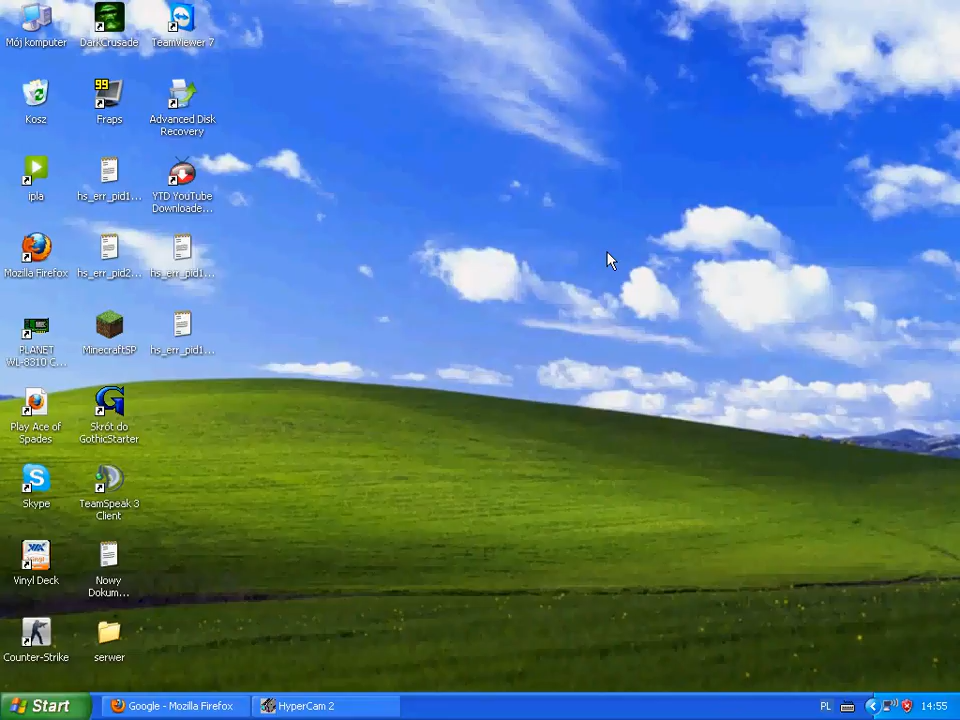 Mój komputer
DarkCrusade
TeamViewer 7
Kosz
99
Fraps
Advanced Disk
Recovery
ipla
hs_err_pid1...
YTD YouTube
Downloade...
Mozilla Firefox
hs_err_pid2...
hs_err_pid1...
PLANET
WL-8310 C...
MinecraftSP
hs_err_pid1...
Play Ace of
Spades
Skrót do
GothicStarter
Skype
TeamSpeak 3
Client
Vinyl Deck
Nowy
Dokum...
Counter-Strike
serwer
Start
Google - Mozilla Firefox
HyperCam 2
PL
14:55